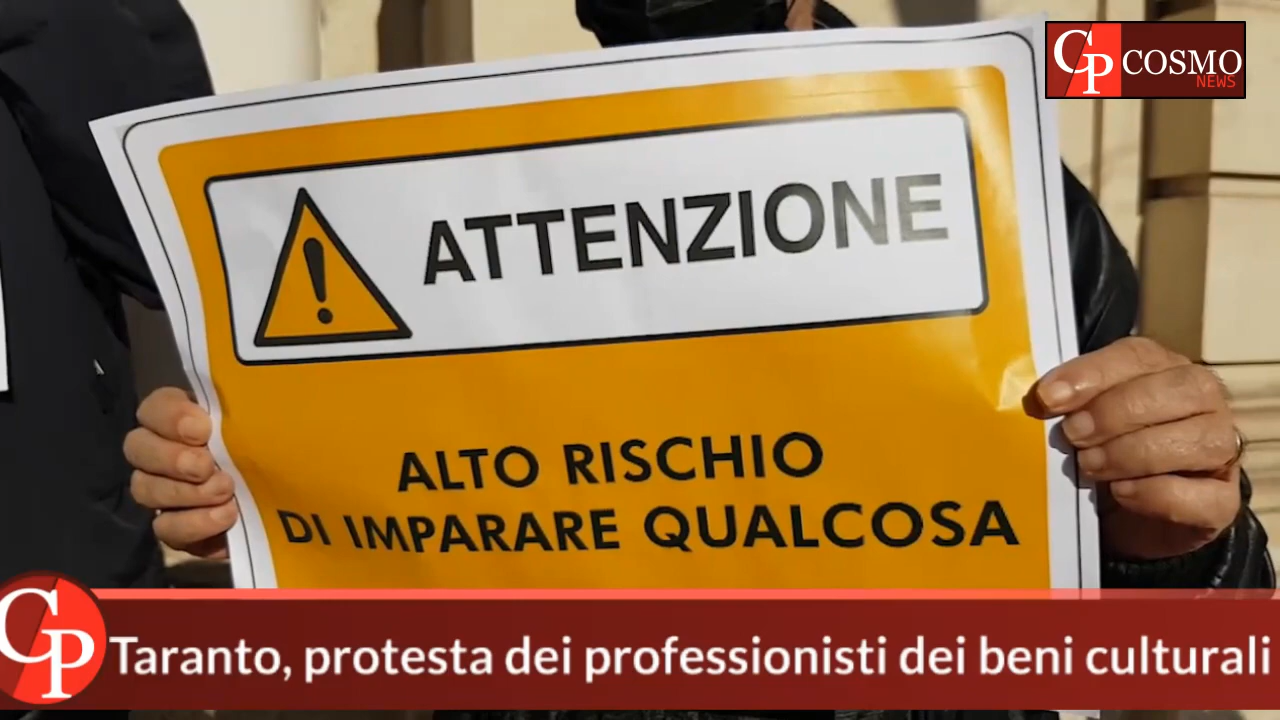 CP COSMO
NEWS
ATTENZIONE
ALTO RISCHIO
DI IMPARARE QUALCOSA
CP Taranto, protesta dei professionisti dei beni culturali